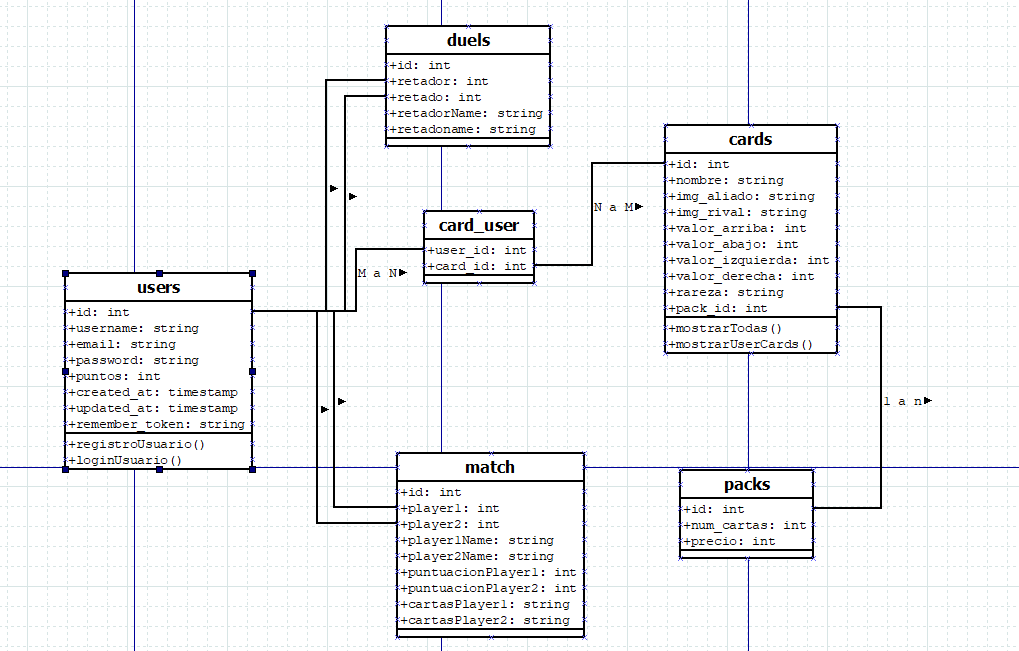 duels
+id: int
+retador: int
+retado: int
+retadorName: string
+retadoname: string
cards
+id: int
+nombre: string
+img_aliado: string
+img_rival: string
+valor_arriba: int
+valor_abajo: int
+valor_izquierda: int
+valor_derecha: int
+rareza: string
+pack_id: int
+mostrarTodas()
+mostrarUserCards()
N a M
card_user
+user_id: int
+card_id: int
M a N
users
+id: int
+username: string
+email: string
+password: string
+puntos: int
+created_at: timestamp
+updated_at: timestamp
+remember_token: string
+registroUsuario()
+loginUsuario()
1 a n
match
+id: int
+player1: int
+player2: int
+player1Name: string
+player2Name: string
+puntuacionPlayer1: int
+puntuacionPlayer2: int
+cartasPlayer1: string
+cartasPlayer2: string
packs
+id: int
+num_cartas: int
+precio: int